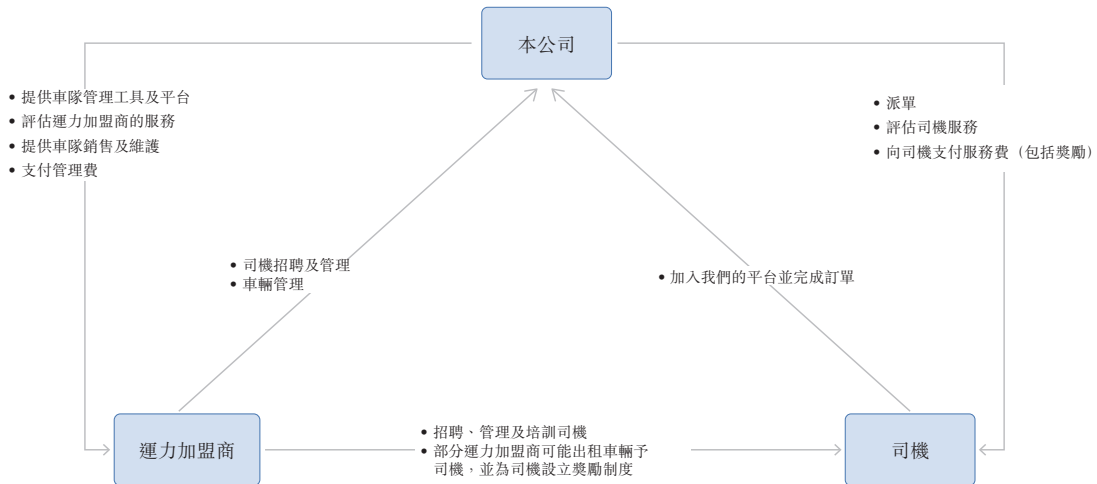 本公司
• 提供車隊管理工具及平台
• 評估運力加盟商的服務
• 提供車隊銷售及維護
• 支付管理費
• 派單
• 評估司機服務
• 向司機支付服務費（包括獎勵）
• 司機招聘及管理
• 車輛管理
• 加入我們的平台並完成訂單
運力加盟商
• 招聘、管理及培訓司機
• 部分運力加盟商可能出租車輛予
司機，並為司機設立獎勵制度
司機